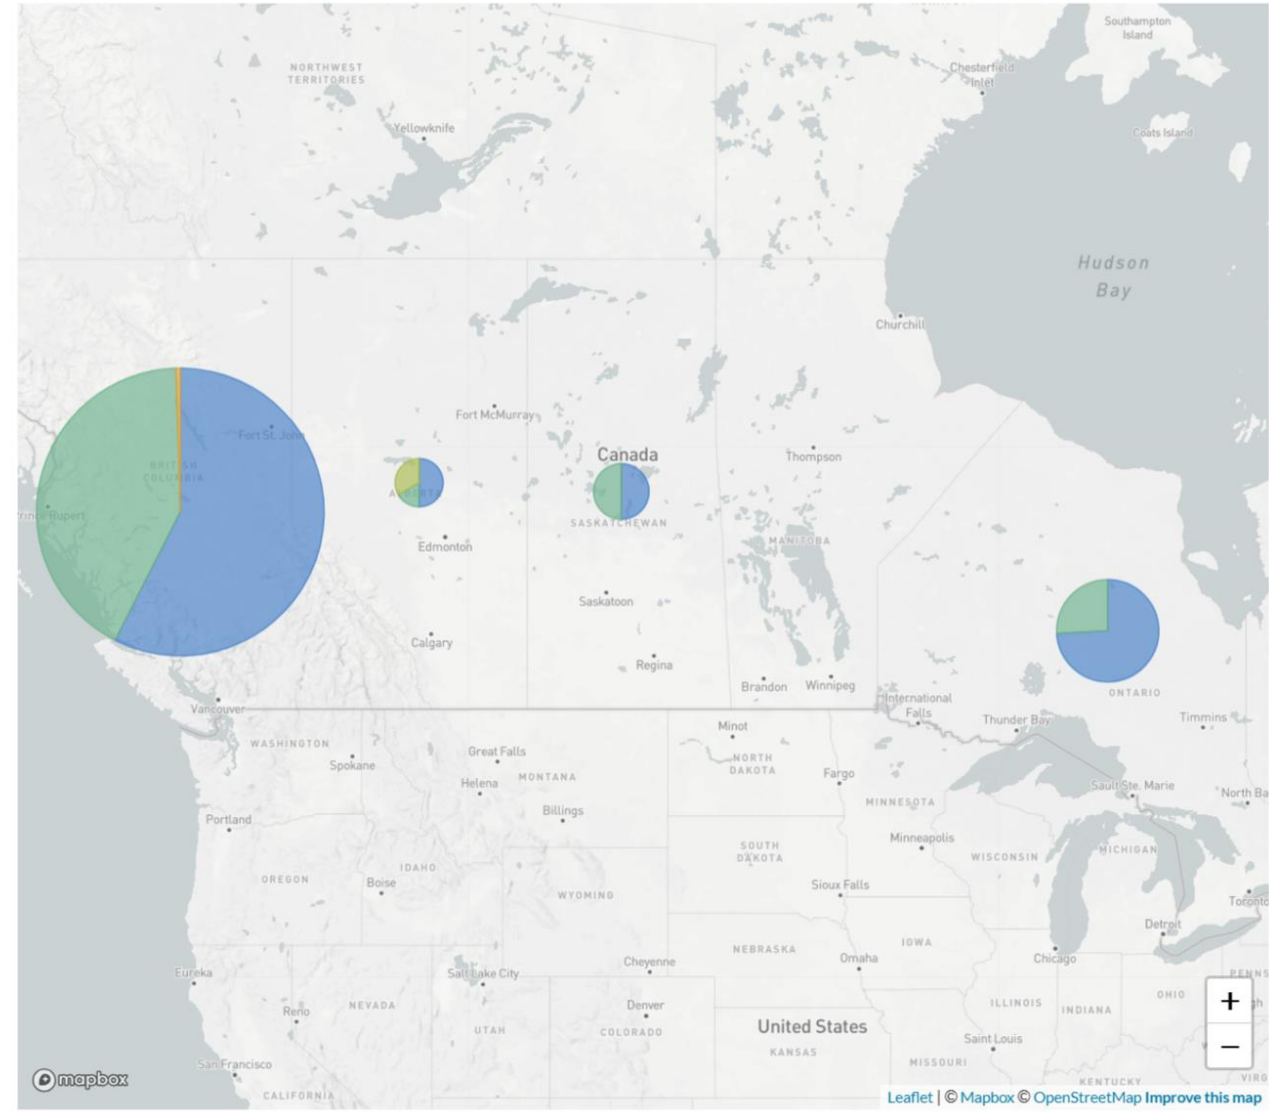 Southampton
Island
NORTHWEST
TERRITORIES
Chesterfield
Inlet
Yellowknife
Coats Island
Hudson
Bay
Churchill
Fort McMurray
Fort St. John
Canada
Thompson
BRITISH
COLUMBIA
ALBERTA
rince Rupert
SASKATCHEWAN
MANITOBA
Edmonton
Saskatoon
Calgary
Regina
Brandon
Winnipeg
ONTARIO
International
Falls
Vancouver
Thunder Bay
Timmins
Minot
WASHINGTON
Spokane
Great Falls
NORTH
DAKOTA
Helena
MONTANA
Fargo
Sault Ste. Marie
North Ba
MINNESOTA
Billings
Portland
Minneapolis
SOUTH
DAKOTA
WISCONSIN
MICHIGAN
IDAHO
OREGON
Boise
WYOMING
Sioux Falls
Toronto
Detroit
NEBRASKA
IOWA
Cheyenne
Omaha
Chicago
Eureka
Salt Lake City
PENNS
OHIO
Denver
NEVADA
Reno
ILLINOIS
INDIANA
gh
+
UTAH
COLORADO
United States
Saint Louis
KANSAS
−
San Francisco
MISSOURI
mapbox
KENTUCKY
VIRG
CALIFORNIA
Leaflet | © Mapbox © OpenStreetMap Improve this map